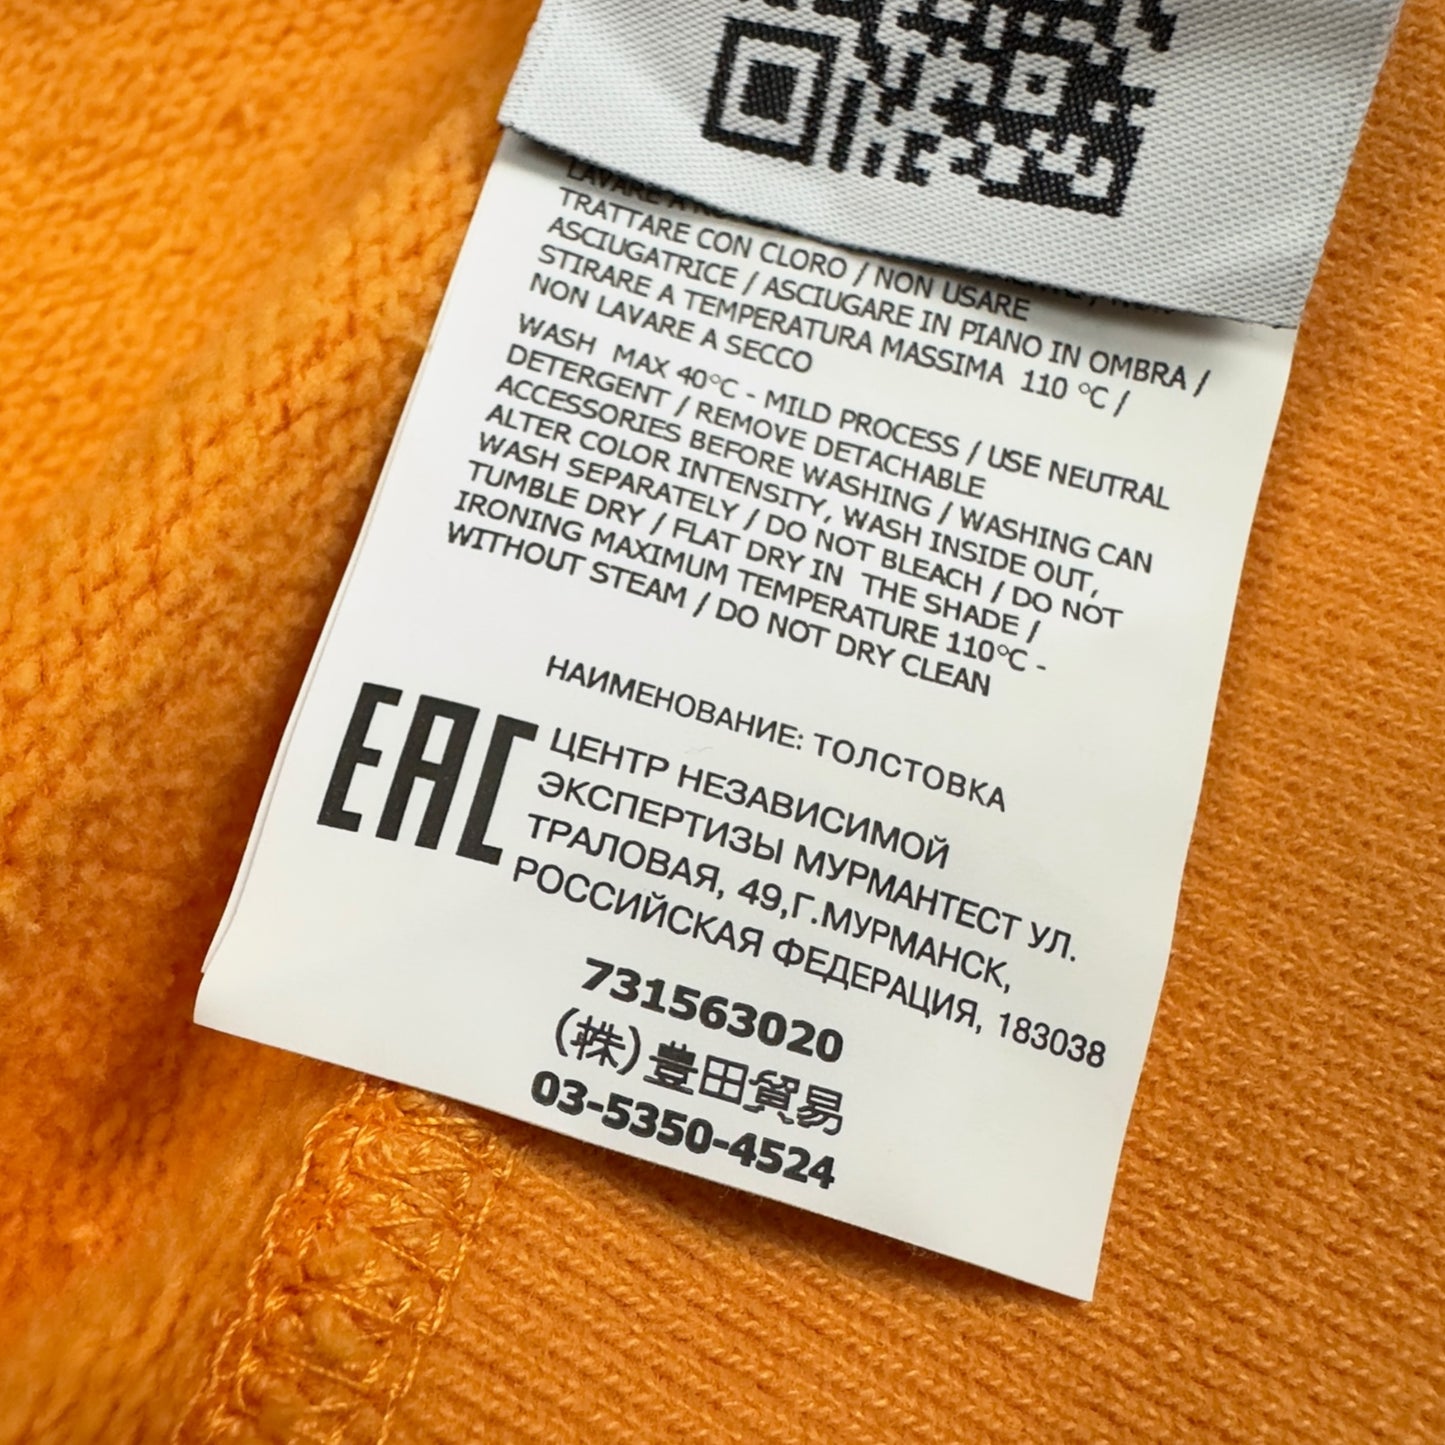 LAVARE A
TRATTARE CON CLORO / NON USARE
ASCIUGATRICE / ASCIUGARE IN PIANO IN OMBRA /
STIRARE A TEMPERATURA MASSIMA 110 °C /
NON LAVARE A SECCO
WASH MAX 40°C - MILD PROCESS / USE NEUTRAL
DETERGENT / REMOVE DETACHABLE
ACCESSORIES BEFORE WASHING / WASHING CAN
ALTER COLOR INTENSITY, WASH INSIDE OUT,
WASH SEPARATELY / DO NOT BLEACH / DO NOT
TUMBLE DRY / FLAT DRY IN THE SHADE /
IRONING MAXIMUM TEMPERATURE 110°C -
WITHOUT STEAM / DO NOT DRY CLEAN
НАИМЕНОВАНИЕ: ТОЛСТОВКА
EAC
ЦЕНТР НЕЗАВИСИМОЙ
ЭКСПЕРТИЗЫ МУРМАНТЕСТ УЛ.
ТРАЛОВАЯ, 49,Г.МУРМАНСК,
РОССИЙСКАЯ ФЕДЕРАЦИЯ, 183038
731563020
(株)豊田貿易
03-5350-4524